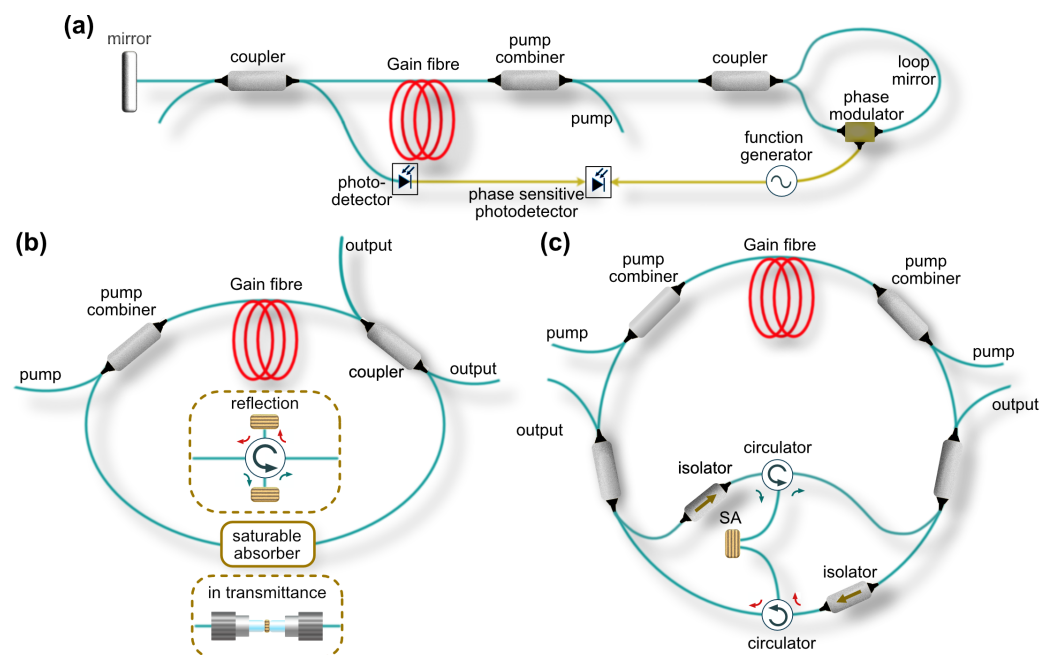 (a)
mirror
coupler
Gain fibre
pump
combiner
coupler
loop
mirror
phase
modulator
pump
function
generator
photo-
detector
phase sensitive
photodetector
(b)
output
Gain fibre
pump
combiner
pump
coupler
output
reflection
saturable
absorber
in transmittance
(c)
Gain fibre
pump
combiner
pump
combiner
pump
pump
output
output
circulator
isolator
SA
isolator
circulator